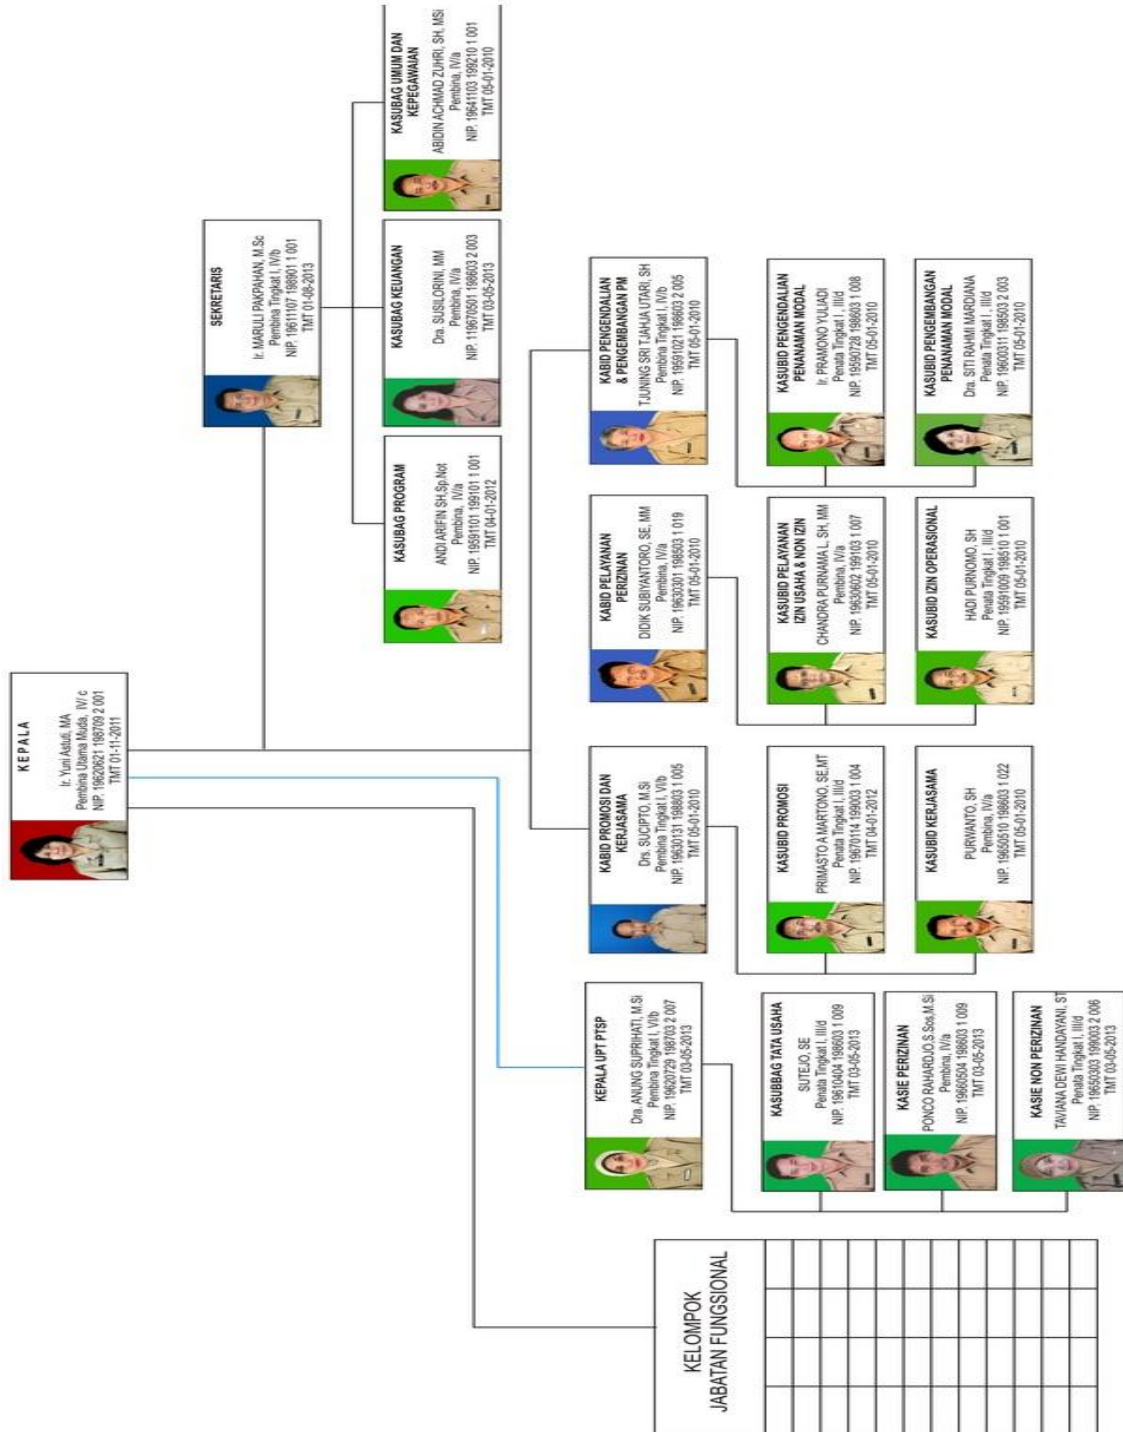 KEPALA
Ir. Yuni Astuti, MA
Pembina Utama Muda, IV/ c
NIP. 19620621 198709 2 001
TMT 01-11-2011
SEKRETARIS
Ir. MARULI PAKPAHAN, M.Sc
Pembina Tingkat I, IV/b
NIP. 19611107 198901 1 001
TMT 01-08-2013
KASUBAG PROGRAM
ANDI ARIFIN SH,Sp.Not
Pembina, IV/a
NIP. 19591101 199101 1 001
TMT 04-01-2012
KASUBAG KEUANGAN
Dra. SUSILORINI, MM
Pembina, IV/a
NIP. 119670501 198603 2 003
TMT 03-05-2013
KASUBAG UMUM DAN
KEPEGAWAIAN
ABIDIN ACHMAD ZUHRI, SH, MSi
Pembina, IV/a
NIP. 19641103 199210 1 001
TMT 05-01-2010
KEPALA UPT PTSP
Dra. ANUNG SUPRIHATI, M.Si
Pembina Tingkat I, VI/b
NIP. 19620729 198703 2 007
TMT 03-05-2013
KABID PROMOSI DAN
KERJASAMA
Drs. SUCIPTO, M.Si
Pembina Tingkat I, VI/b
NIP. 19630131 198803 1 005
TMT 05-01-2010
KABID PELAYANAN
PERIZINAN
DIDIK SUBIYANTORO, SE, MM
Pembina, IV/a
NIP. 19630301 198503 1 019
TMT 05-01-2010
KABID PENGENDALIAN
& PENGEMBANGAN PM
TJUNING SRI TJAHJA UTARI, SH
Pembina Tingkat I, IV/b
NIP. 19591021 198603 2 005
TMT 05-01-2010
KASUBBAG TATA USAHA
SUTEJO, SE
Penata Tingkat I, III/d
NIP. 19610404 198603 1 009
TMT 03-05-2013
KASUBID PROMOSI
PRIMASTO A MARTONO, SE,MT
Penata Tingkat I, III/d
NIP. 19670114 199003 1 004
TMT 04-01-2012
KASUBID PELAYANAN
IZIN USAHA & NON IZIN
CHANDRA PURNAMA L, SH, MM
Pembina, IV/a
NIP. 19630602 199103 1 007
TMT 05-01-2010
KASUBID PENGENDALIAN
PENANAMAN MODAL
Ir. PRAMONO YULIADI
Penata Tingkat I , III/d
NIP. 19590728 198603 1 008
TMT 05-01-2010
KASIE PERIZINAN
PONCO RAHARDJO,S.Sos,M.Si
Pembina, IV/a
NIP. 19660504 198603 1 009
TMT 03-05-2013
KASUBID KERJASAMA
PURWANTO, SH
Pembina, IV/a
NIP. 19650510 198603 1 022
TMT 05-01-2010
KASUBID IZIN OPERASIONAL
HADI PURNOMO, SH
Penata Tingkat I , III/d
NIP. 19591009 198510 1 001
TMT 05-01-2010
KASUBID PENGEMBANGAN
PENANAMAN MODAL
Dra. SITI RAHMI MARDIANA
Penata Tingkat I , III/d
NIP. 19600311 198503 2 003
TMT 05-01-2010
KASIE NON PERIZINAN
TAVIANA DEWI HANDAYANI, ST
Penata Tingkat I, III/d
NIP. 19650303 199003 2 006
TMT 03-05-2013
KELOMPOK
JABATAN FUNGSIONAL